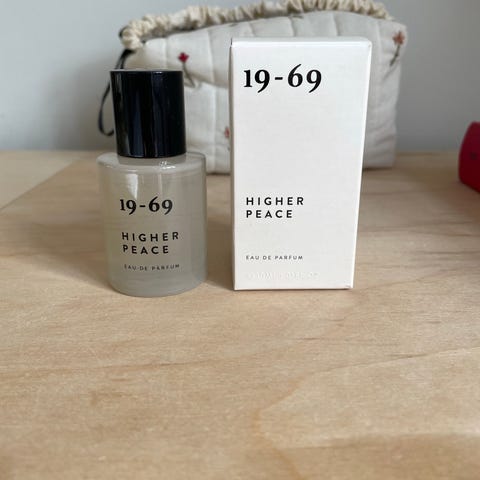 19-69
HIGHER
PEACE
EAU DE PARFUM
19-69
HIGHER
PEACE
EAU DE PARFUM